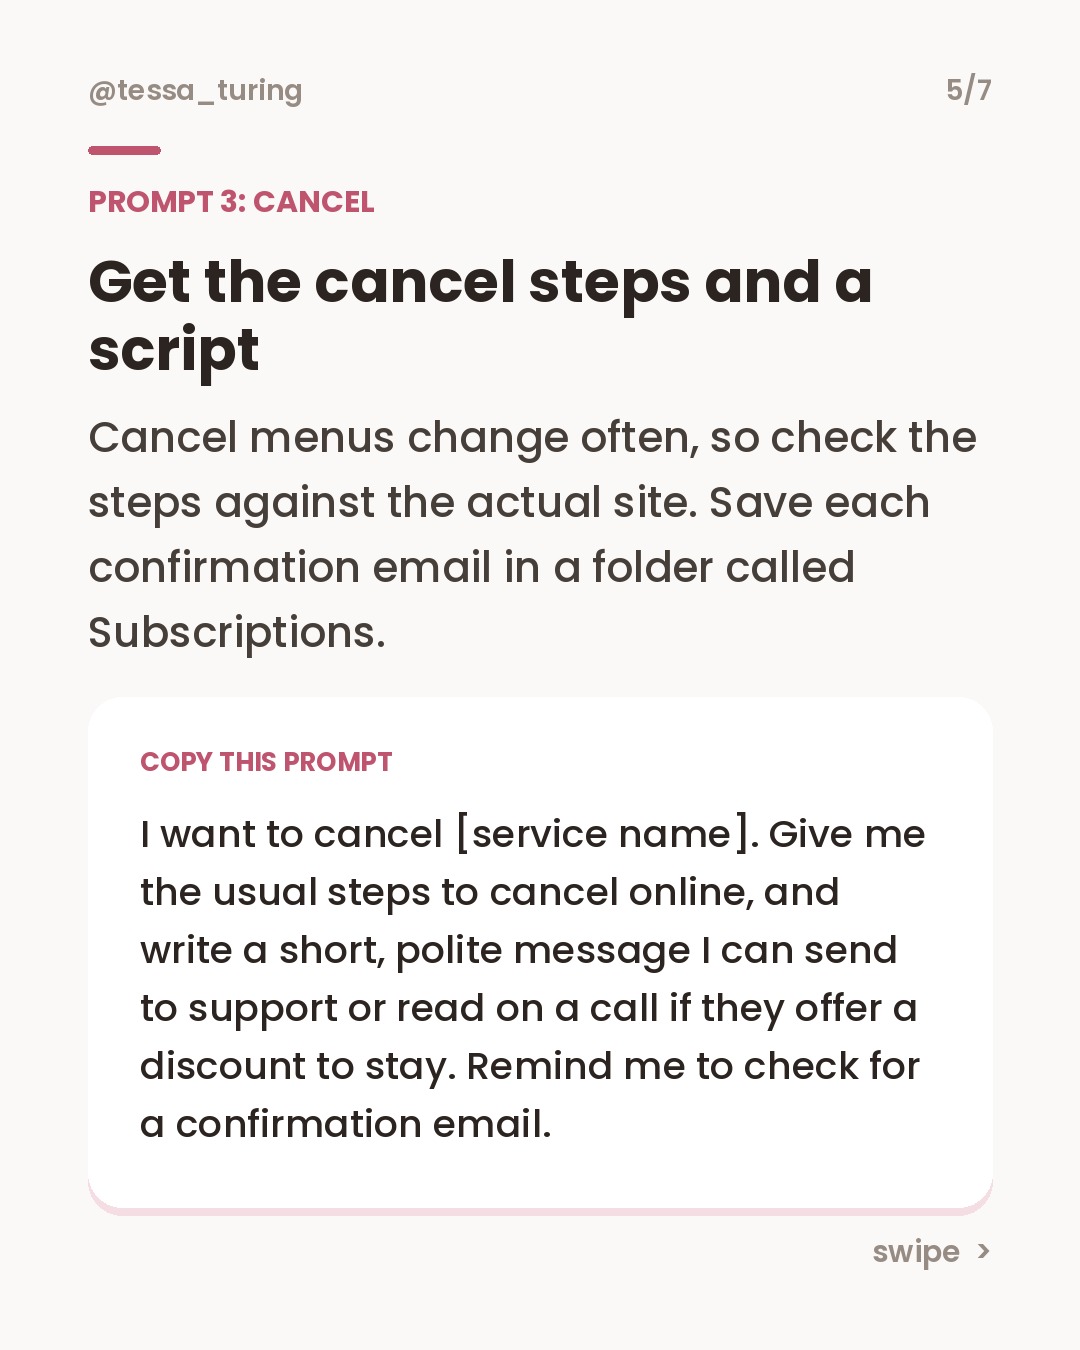 @tessa_turing
5/7
PROMPT 3: CANCEL
Get the cancel steps and a
script
Cancel menus change often, so check the
steps against the actual site. Save each
confirmation email in a folder called
Subscriptions.
COPY THIS PROMPT
I want to cancel [service name]. Give me
the usual steps to cancel online, and
write a short, polite message I can send
to support or read on a call if they offer a
discount to stay. Remind me to check for
a confirmation email.
swipe >